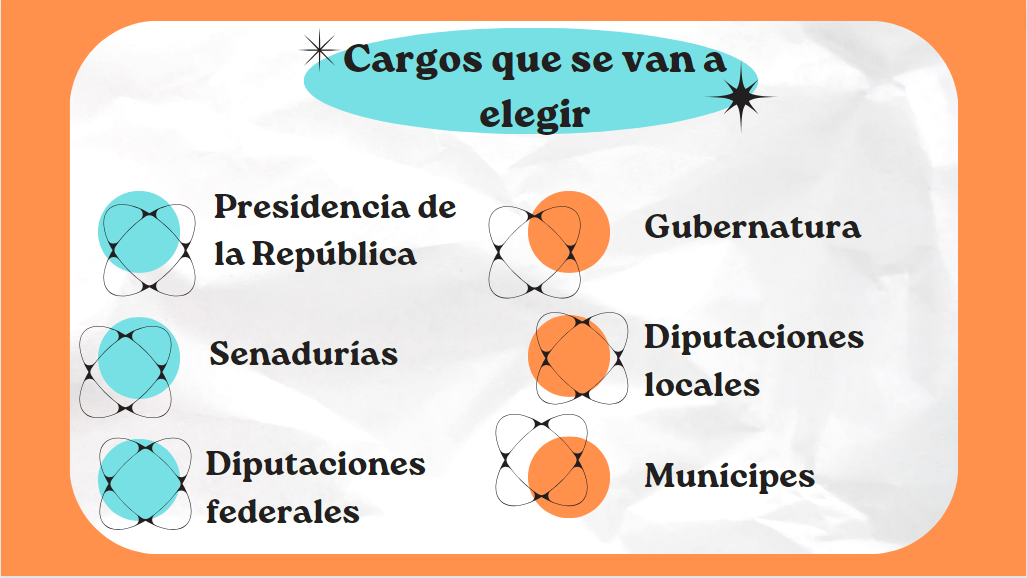 Cargos que se van a
elegir
Presidencia de
la República
Senadurías
Diputaciones
federales
Gubernatura
Diputaciones
locales
Munícipes